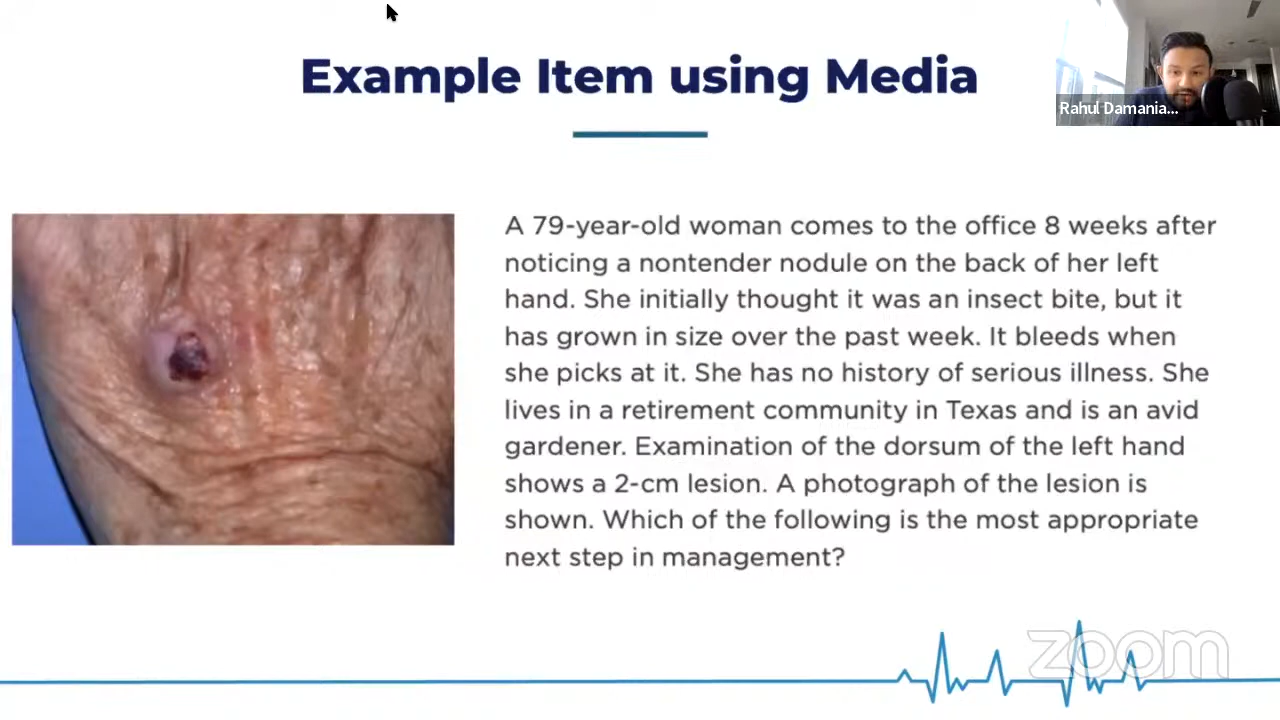 Example Item using Media
Rahul Damania...
A 79-year-old woman comes to the office 8 weeks after
noticing a nontender nodule on the back of her left
hand. She initially thought it was an insect bite, but it
has grown in size over the past week. It bleeds when
she picks at it. She has no history of serious illness. She
lives in a retirement community in Texas and is an avid
gardener. Examination of the dorsum of the left hand
shows a 2-cm lesion. A photograph of the lesion is
shown. Which of the following is the most appropriate
next step in management?
zoom